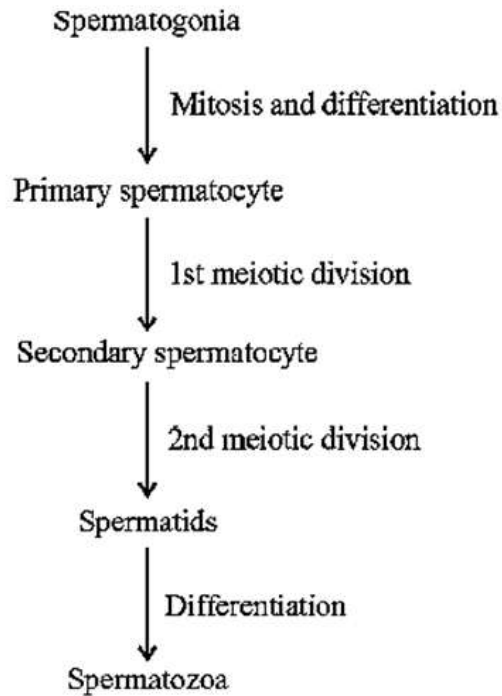 Spermatogonia
Mitosis and differentiation
Primary spermatocyte
1st meiotic division
Secondary spermatocyte
2nd meiotic division
Spermatids
Differentiation
Spermatozoa